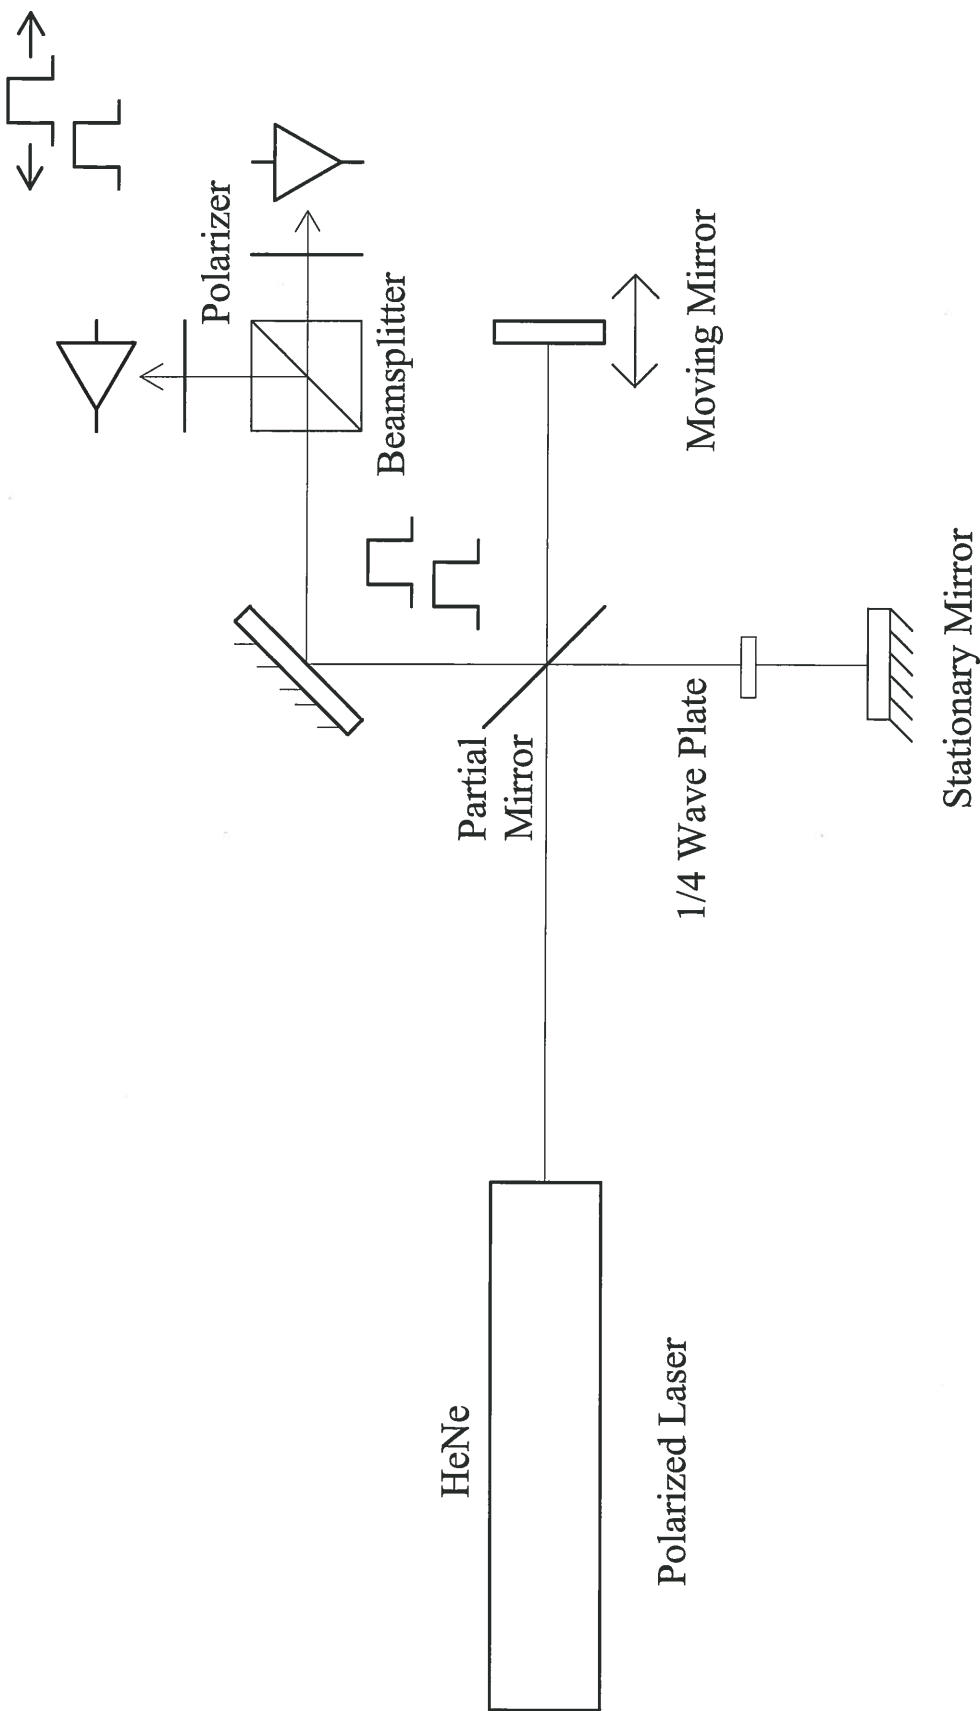 Polarizer
Beamsplitter
Partial
Mirror
Moving Mirror
1/4 Wave Plate
Stationary Mirror
HeNe
Polarized Laser